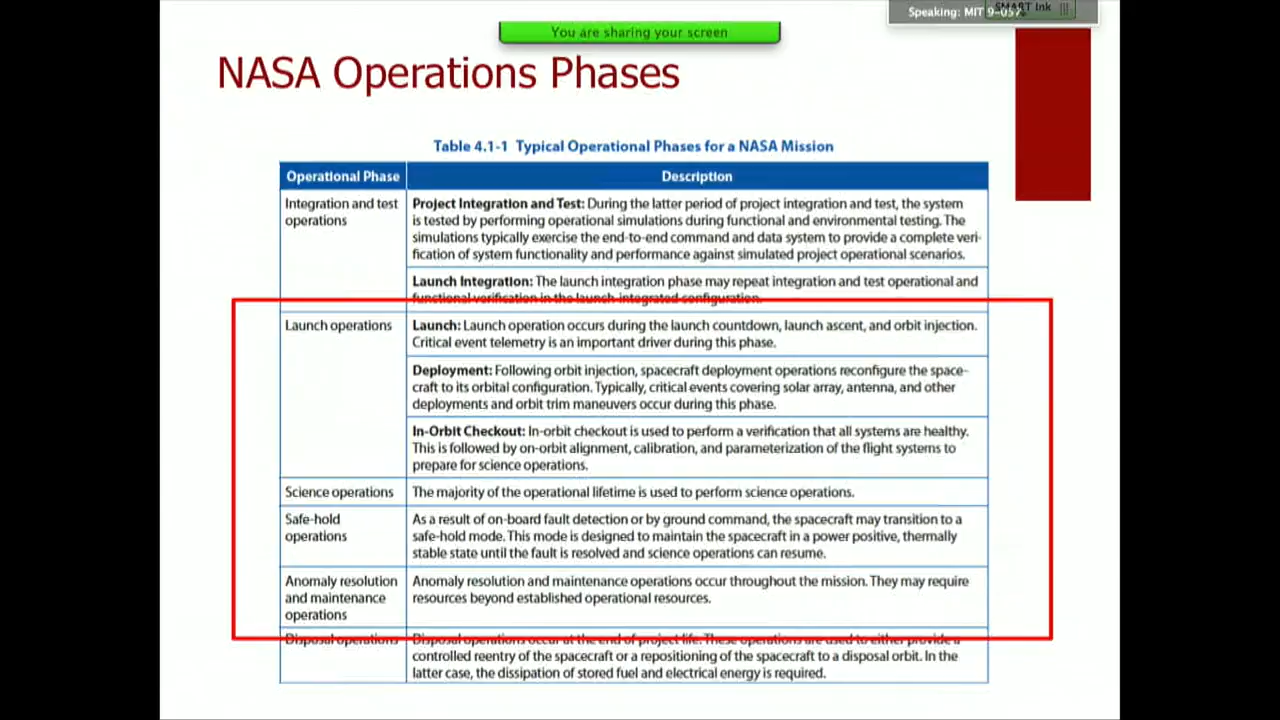 Speaking: MIT 9-057
SMART Ink
You are sharing your screen
NASA Operations Phases
Table 4.1-1 Typical Operational Phases for a NASA Mission
Operational Phase
Description
Integration and test
operations
Project Integration and Test: During the latter period of project integration and test, the system
is tested by performing operational simulations during functional and environmental testing. The
simulations typically exercise the end-to-end command and data system to provide a complete veri-
fication of system functionality and performance against simulated project operational scenarios.
Launch Integration: The launch integration phase may repeat integration and test operational and
functional verification in the launch-integrated configuration.
Launch operations
Launch: Launch operation occurs during the launch countdown, launch ascent, and orbit injection.
Critical event telemetry is an important driver during this phase.
Deployment: Following orbit injection, spacecraft deployment operations reconfigure the space-
craft to its orbital configuration. Typically, critical events covering solar array, antenna, and other
deployments and orbit trim maneuvers occur during this phase.
In-Orbit Checkout: In-orbit checkout is used to perform a verification that all systems are healthy.
This is followed by on-orbit alignment, calibration, and parameterization of the flight systems to
prepare for science operations.
Science operations
The majority of the operational lifetime is used to perform science operations.
Safe-hold
operations
As a result of on-board fault detection or by ground command, the spacecraft may transition to a
safe-hold mode. This mode is designed to maintain the spacecraft in a power positive, thermally
stable state until the fault is resolved and science operations can resume.
Anomaly resolution
and maintenance
operations
Anomaly resolution and maintenance operations occur throughout the mission. They may require
resources beyond established operational resources.
Disposal operations
Disposal operations occur at the end of project life. These operations are used to either provide a
controlled reentry of the spacecraft or a repositioning of the spacecraft to a disposal orbit. In the
latter case, the dissipation of stored fuel and electrical energy is required.